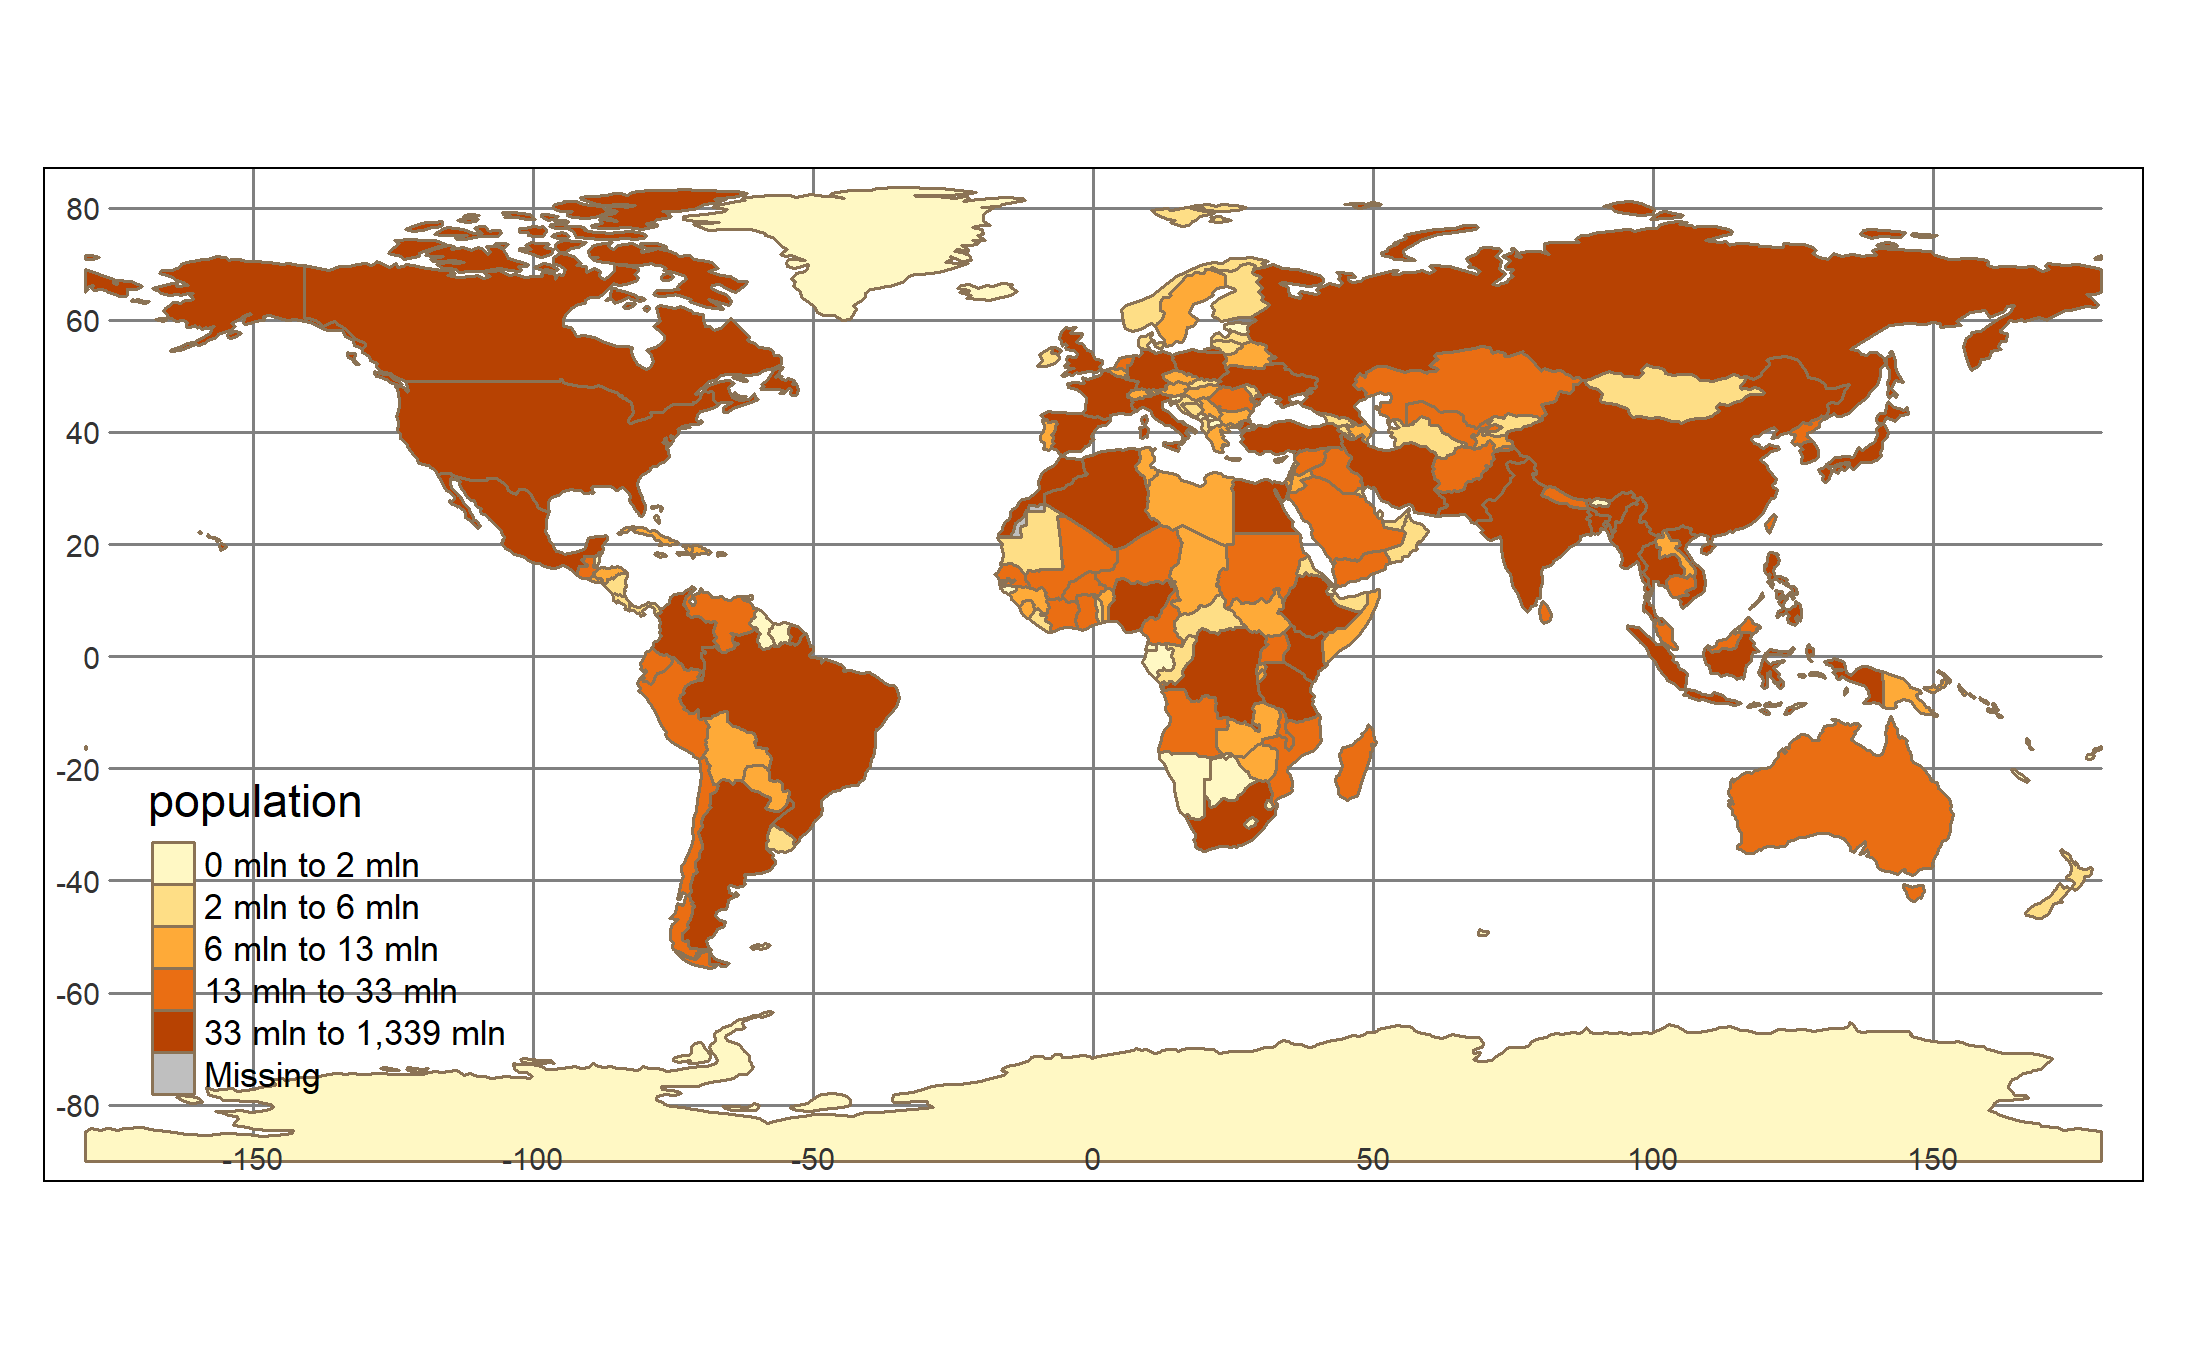 80
60
40
20
0
-20
-40
-60
-80
population
0 mln to 2 mln
2 mln to 6 mln
6 mln to 13 mln
13 mln to 33 mln
33 mln to 1,339 mln
Missing
-150 -100 -50 0 50 100 150